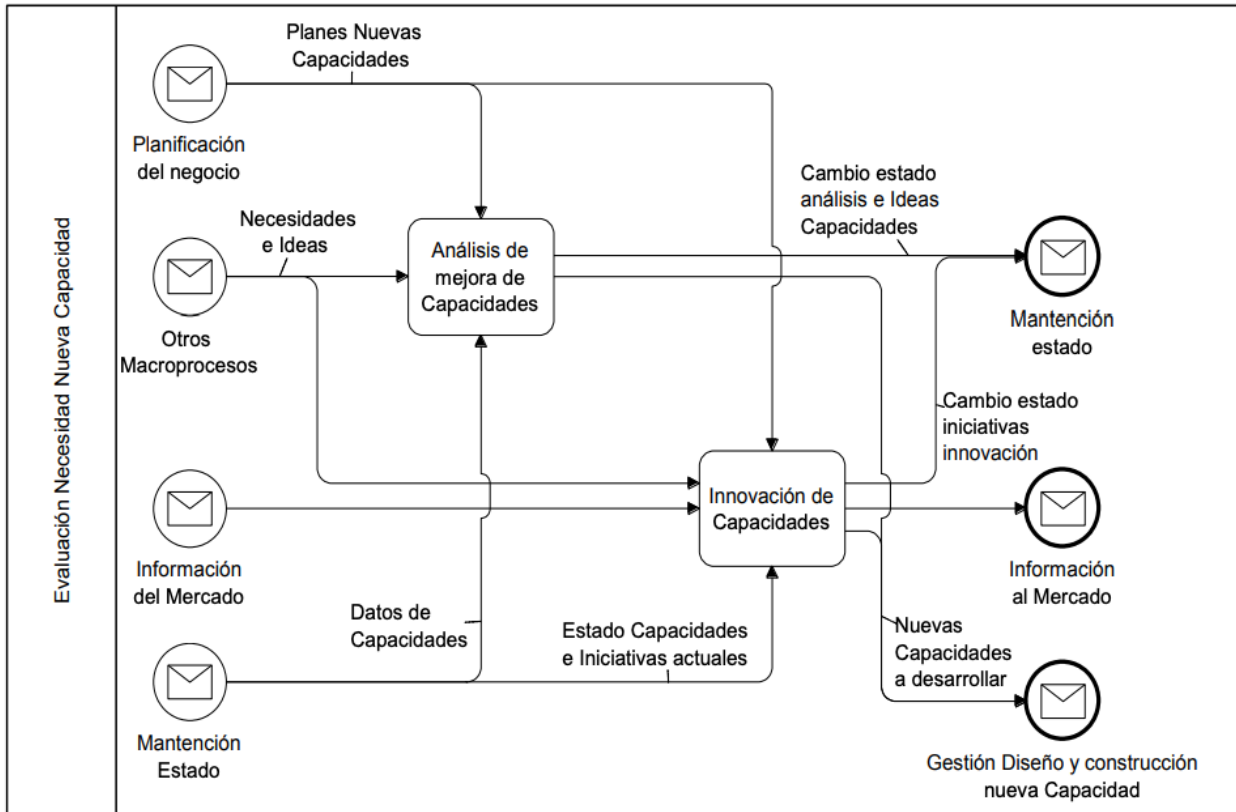 Evaluación Necesidad Nueva Capacidad
Planes Nuevas
Capacidades
Planificación
del negocio
Necesidades
e Ideas
Otros
Macroprocesos
Análisis de
mejora de
Capacidades
Cambio estado
análisis e Ideas
Capacidades
Mantención
estado
Cambio estado
iniciativas
innovación
Innovación de
Capacidades
Información
del Mercado
Información
al Mercado
Datos de
Capacidades
Estado Capacidades
e Iniciativas actuales
Nuevas
Capacidades
a desarrollar
Mantención
Estado
Gestión Diseño y construcción
nueva Capacidad